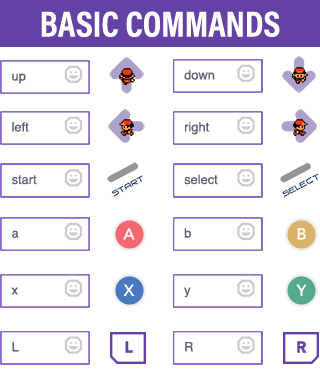 BASIC COMMANDS
up down
left right
start START select SELECT
a A b B
x X y Y
L L R R